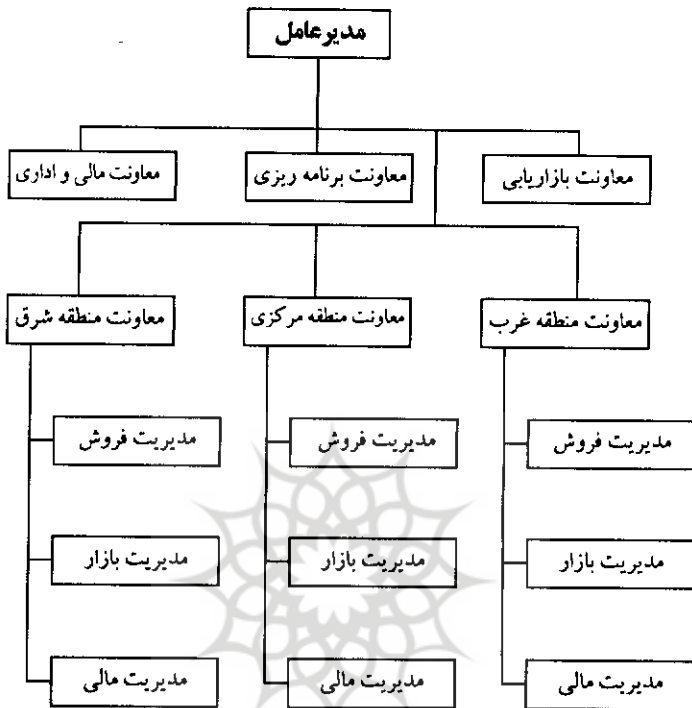 مدیرعامل
معاونت بازاریابی
معاونت برنامه ریزی
معاونت مالی و اداری
معاونت منطقه غرب
معاونت منطقه مرکزی
معاونت منطقه شرق
مدیریت فروش
مدیریت فروش
مدیریت فروش
مدیریت بازار
مدیریت بازار
مدیریت بازار
مدیریت مالی
مدیریت مالی
مدیریت مالی